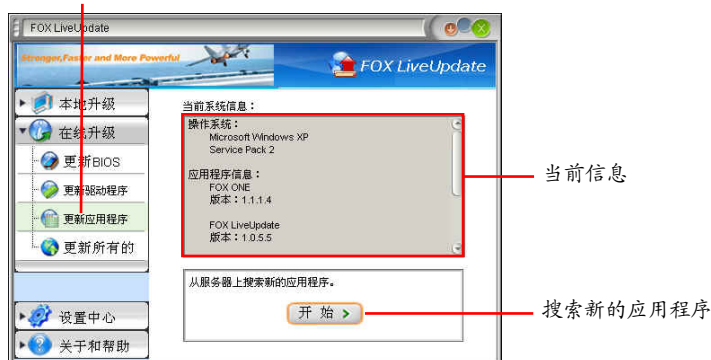 FOX LiveUpdate
Stronger,Faster and More Powerful
FOX LiveUpdate
本地升级
在线升级
更新BIOS
更新驱动程序
更新应用程序
更新所有的
设置中心
关于和帮助
当前系统信息：
操作系统：
Microsoft Windows XP
Service Pack 2
应用程序信息：
FOX ONE
版本：1.1.1.4
FOX LiveUpdate
版本：1.0.5.5
从服务器上搜索新的应用程序。
开 始
当前信息
搜索新的应用程序